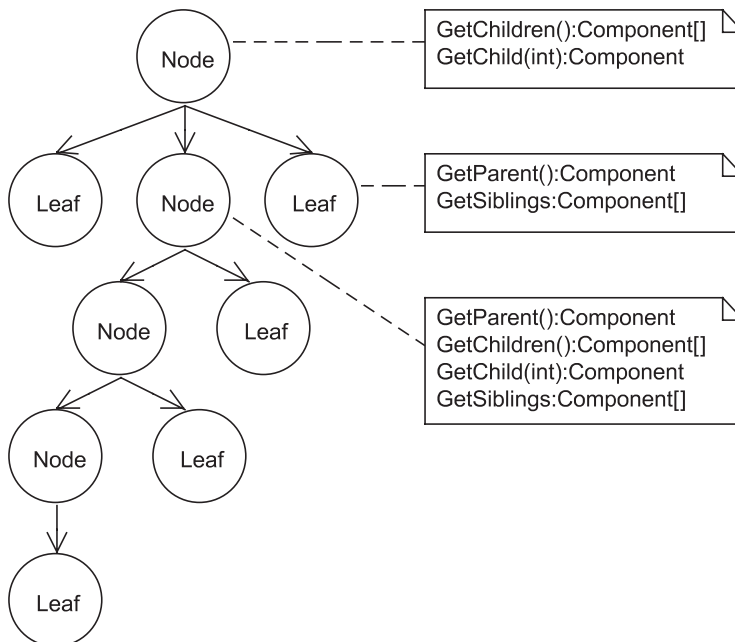 Node
GetChildren():Component[]
GetChild(int):Component
Leaf
Node
Leaf
GetParent():Component
GetSiblings:Component[]
Node
Leaf
GetParent():Component
GetChildren():Component[]
GetChild(int):Component
GetSiblings:Component[]
Node
Leaf
Leaf